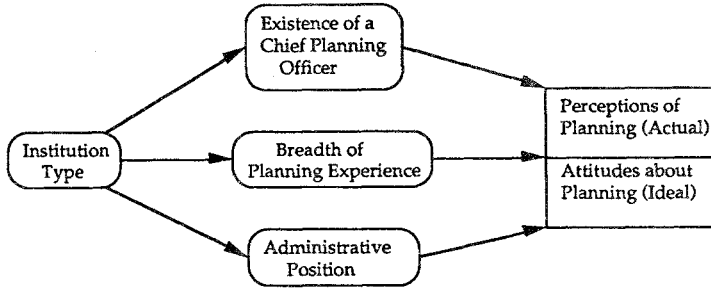 Existence of a
Chief Planning
Officer
Institution
Type
Breadth of
Planning Experience
Administrative
Position
Perceptions of
Planning (Actual)
Attitudes about
Planning (Ideal)